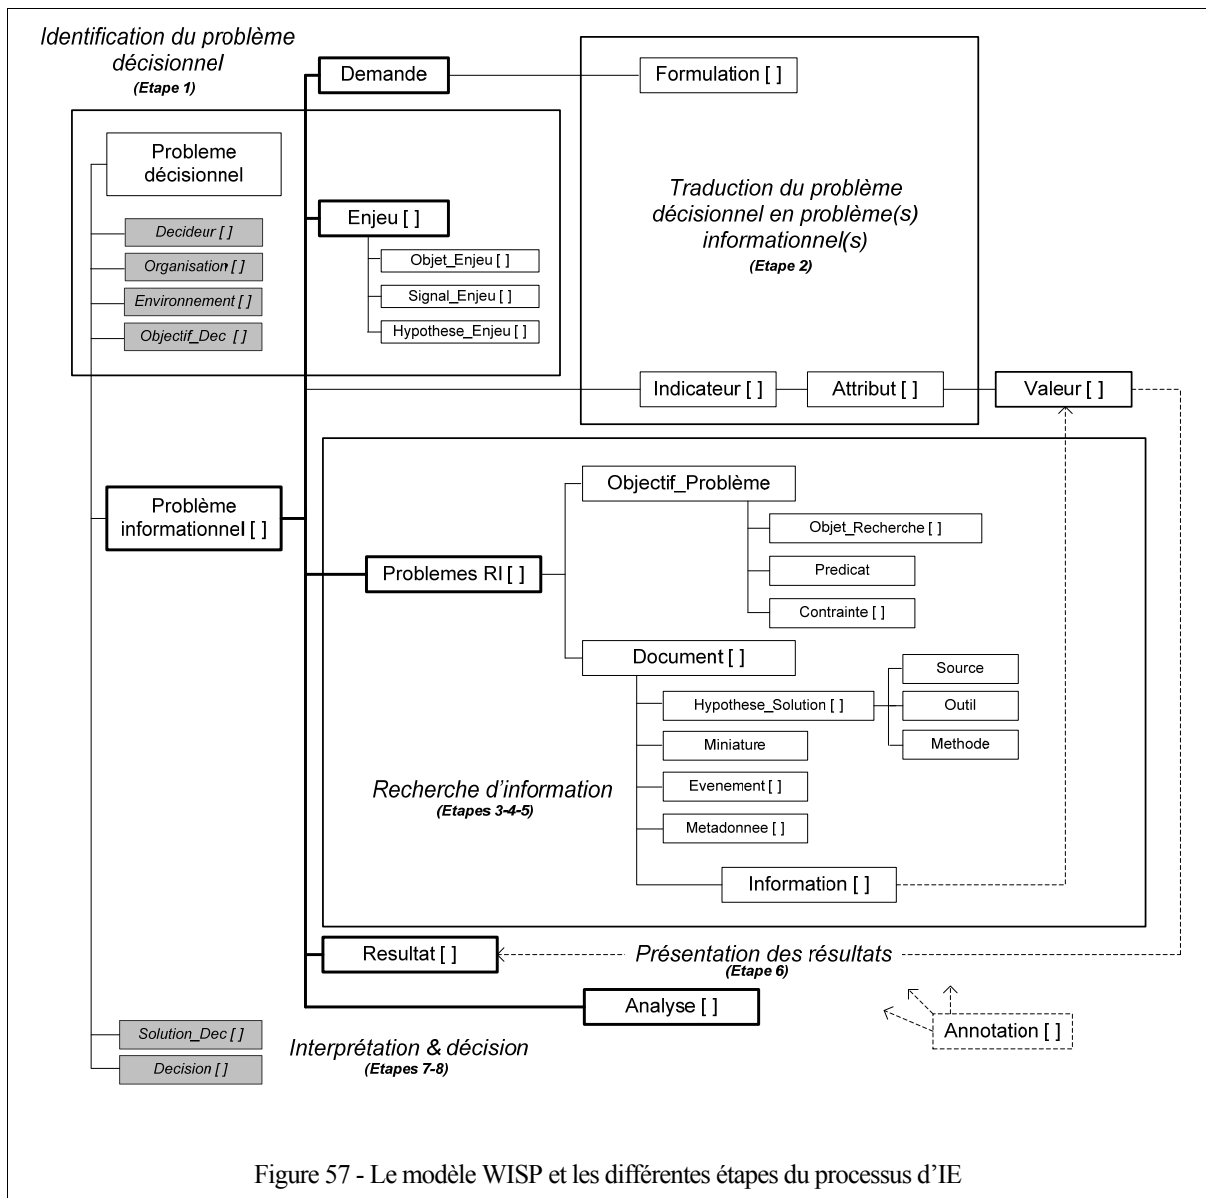 Identification du problème
décisionnel
(Etape 1)
Demande
Formulation [ ]
Probleme
décisionnel
Enjeu [ ]
Traduction du problème
décisionnel en problème(s)
informationnel(s)
(Etape 2)
Decideur [ ]
Organisation [ ]
Environnement [ ]
Objectif_Dec [ ]
Objet_Enjeu [ ]
Signal_Enjeu [ ]
Hypothese_Enjeu [ ]
Indicateur [ ]
Attribut [ ]
Valeur [ ]
Problème
informationnel [ ]
Objectif_Problème
Objet_Recherche [ ]
Predicat
Contrainte [ ]
Problemes RI [ ]
Document [ ]
Hypothese_Solution [ ]
Source
Outil
Methode
Miniature
Evenement [ ]
Metadonnee [ ]
Information [ ]
Recherche d'information
(Etapes 3-4-5)
Resultat [ ]
Présentation des résultats
(Etape 6)
Analyse [ ]
Annotation [ ]
Solution_Dec [ ]
Decision [ ]
Interprétation & décision
(Etapes 7-8)
Figure 57 - Le modèle WISP et les différentes étapes du processus d'IE